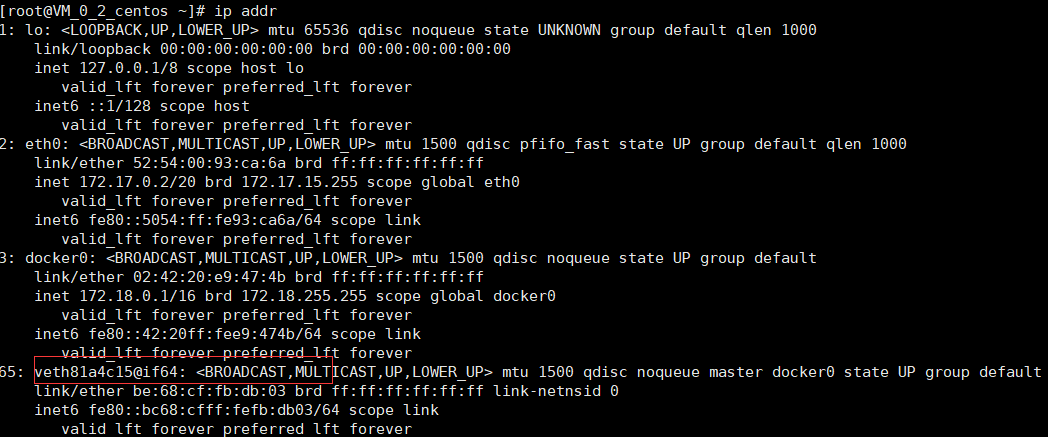 [root@VM_0_2_centos ~]# ip addr
1: lo: <LOOPBACK,UP,LOWER_UP> mtu 65536 qdisc noqueue state UNKNOWN group default qlen 1000
    link/loopback 00:00:00:00:00:00 brd 00:00:00:00:00:00
    inet 127.0.0.1/8 scope host lo
       valid_lft forever preferred_lft forever
    inet6 ::1/128 scope host
       valid_lft forever preferred_lft forever
2: eth0: <BROADCAST,MULTICAST,UP,LOWER_UP> mtu 1500 qdisc pfifo_fast state UP group default qlen 1000
    link/ether 52:54:00:93:ca:6a brd ff:ff:ff:ff:ff:ff
    inet 172.17.0.2/20 brd 172.17.15.255 scope global eth0
       valid_lft forever preferred_lft forever
    inet6 fe80::5054:ff:fe93:ca6a/64 scope link
       valid_lft forever preferred_lft forever
3: docker0: <BROADCAST,MULTICAST,UP,LOWER_UP> mtu 1500 qdisc noqueue state UP group default
    link/ether 02:42:20:e9:47:4b brd ff:ff:ff:ff:ff:ff
    inet 172.18.0.1/16 brd 172.18.255.255 scope global docker0
       valid_lft forever preferred_lft forever
    inet6 fe80::42:20ff:fee9:474b/64 scope link
       valid_lft forever preferred_lft forever
65: veth81a4c15@if64: <BROADCAST,MULTICAST,UP,LOWER_UP> mtu 1500 qdisc noqueue master docker0 state UP group default
    link/ether be:68:cf:fb:db:03 brd ff:ff:ff:ff:ff:ff link-netnsid 0
    inet6 fe80::bc68:cfff:fefb:db03/64 scope link
       valid_lft forever preferred_lft forever